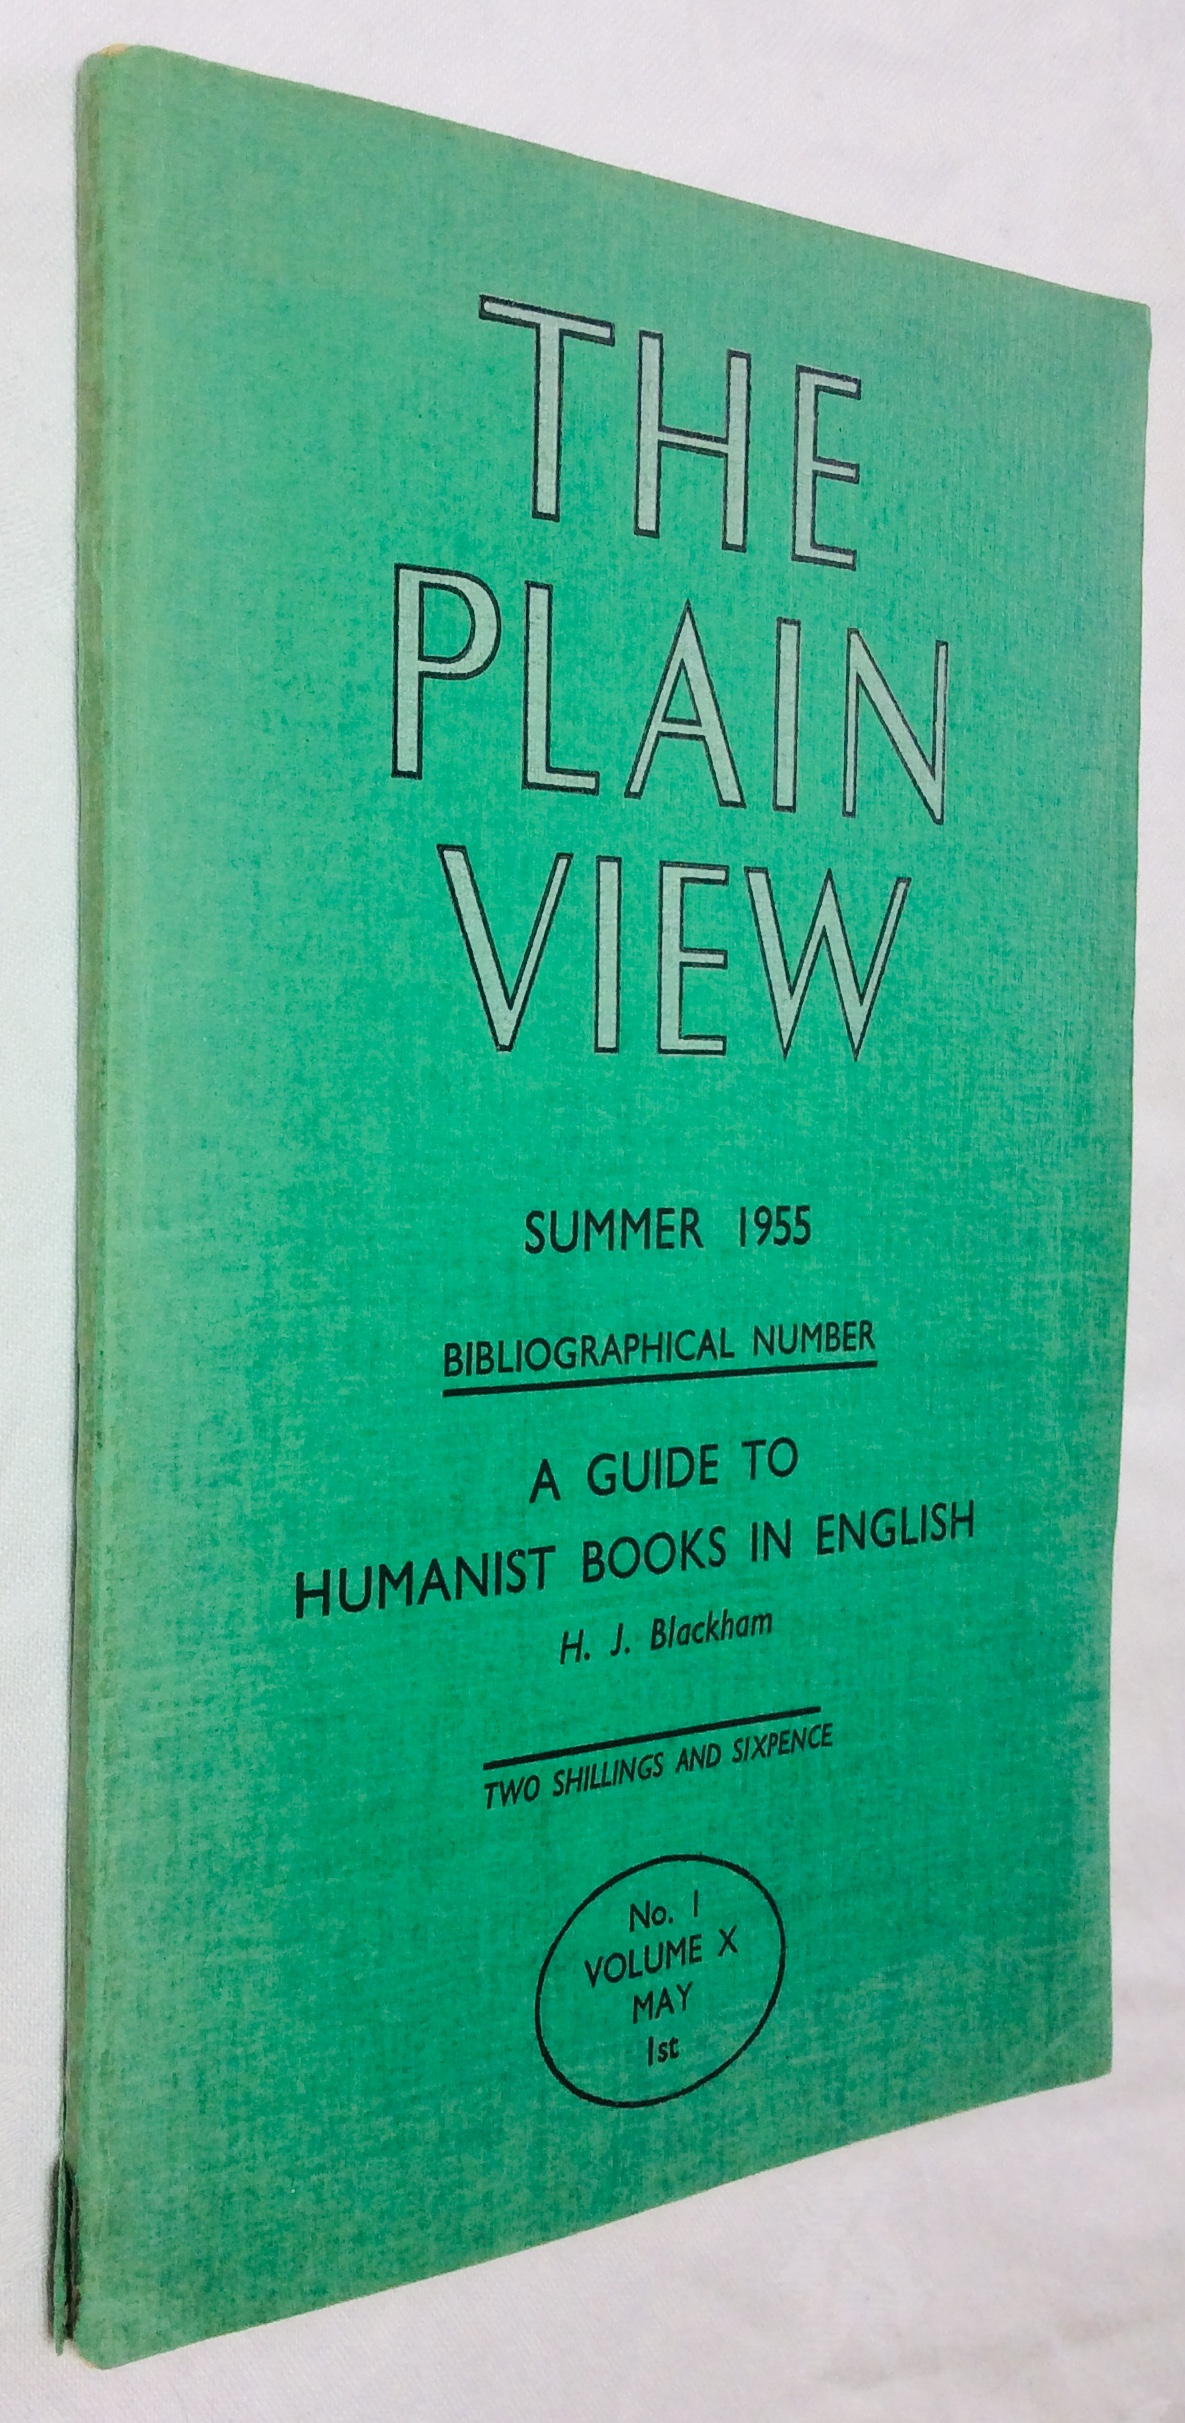 THE
PLAIN
VIEW
SUMMER 1955
BIBLIOGRAPHICAL NUMBER
A GUIDE TO
HUMANIST BOOKS IN ENGLISH
H. J. Blackham
TWO SHILLINGS AND SIXPENCE
No. 1
VOLUME X
MAY
1st